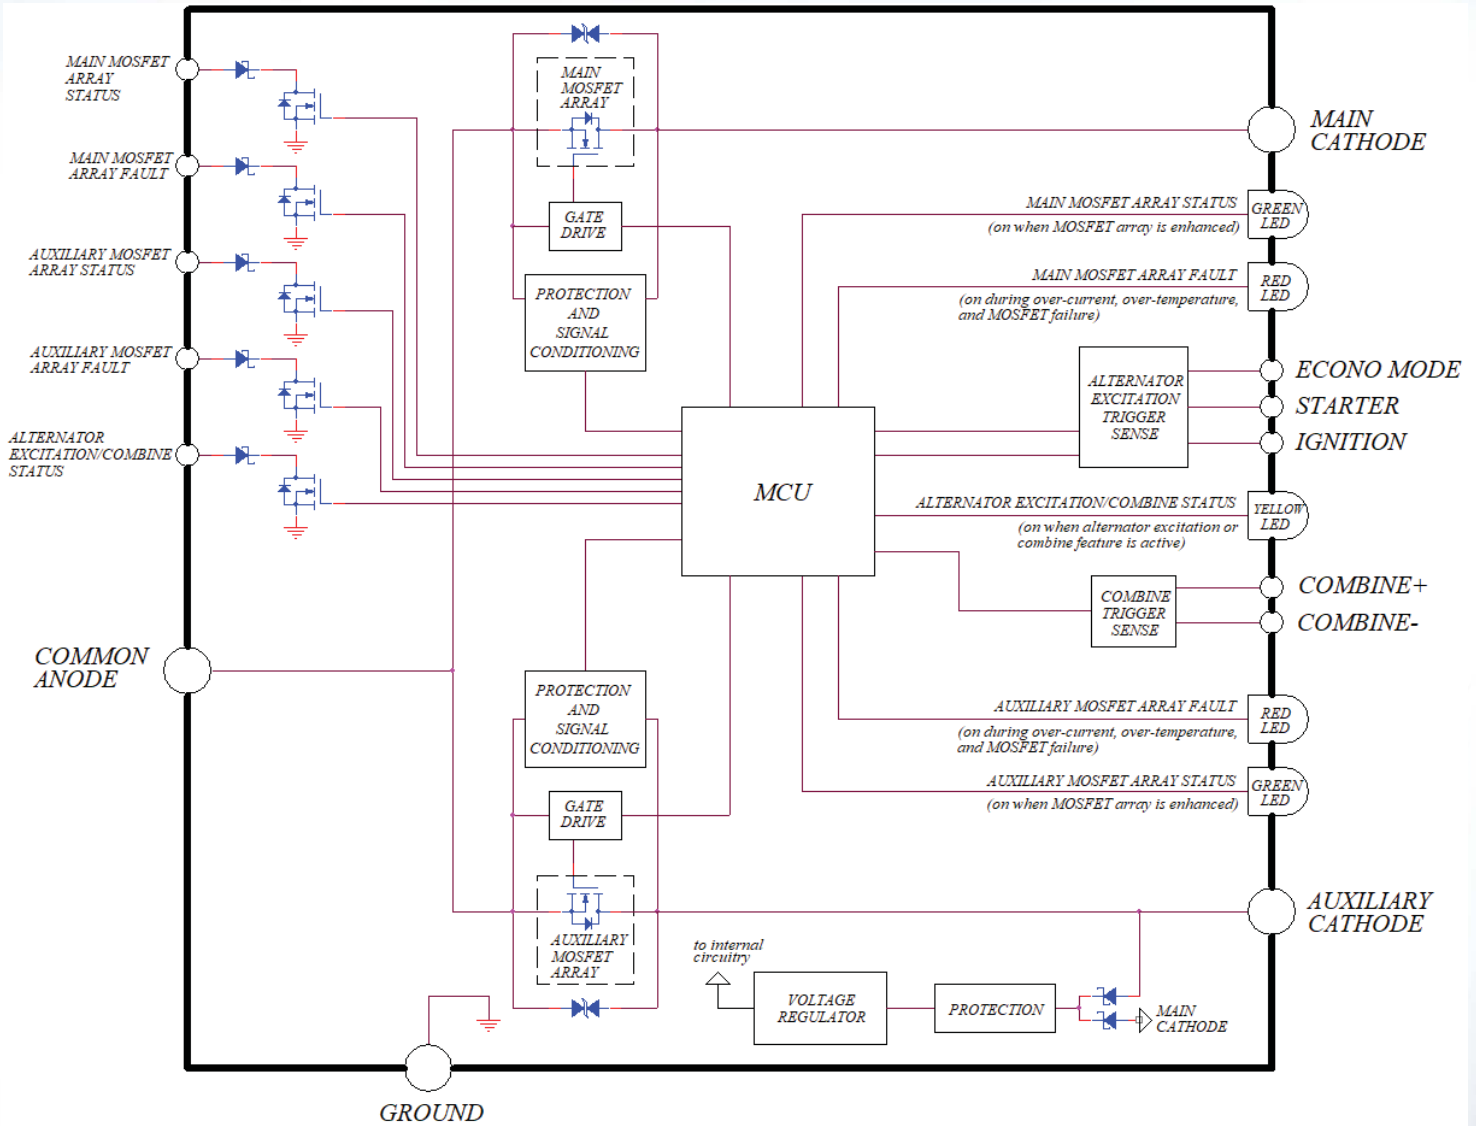 MAIN MOSFET
ARRAY
STATUS
MAIN MOSFET
ARRAY FAULT
AUXILIARY MOSFET
ARRAY STATUS
AUXILIARY MOSFET
ARRAY FAULT
ALTERNATOR
EXCITATION/COMBINE
STATUS
COMMON
ANODE
GROUND
MAIN
MOSFET
ARRAY
GATE
DRIVE
PROTECTION
AND
SIGNAL
CONDITIONING
MCU
PROTECTION
AND
SIGNAL
CONDITIONING
GATE
DRIVE
AUXILIARY
MOSFET
ARRAY
to internal
circuitry
VOLTAGE
REGULATOR
PROTECTION
MAIN
CATHODE
MAIN
CATHODE
MAIN MOSFET ARRAY STATUS
(on when MOSFET array is enhanced)
GREEN
LED
MAIN MOSFET ARRAY FAULT
(on during over-current, over-temperature,
and MOSFET failure)
RED
LED
ALTERNATOR
EXCITATION
TRIGGER
SENSE
ECONO MODE
STARTER
IGNITION
ALTERNATOR EXCITATION/COMBINE STATUS
(on when alternator excitation or
combine feature is active)
YELLOW
LED
COMBINE
TRIGGER
SENSE
COMBINE+
COMBINE-
AUXILIARY MOSFET ARRAY FAULT
(on during over-current, over-temperature,
and MOSFET failure)
RED
LED
AUXILIARY MOSFET ARRAY STATUS
(on when MOSFET array is enhanced)
GREEN
LED
AUXILIARY
CATHODE